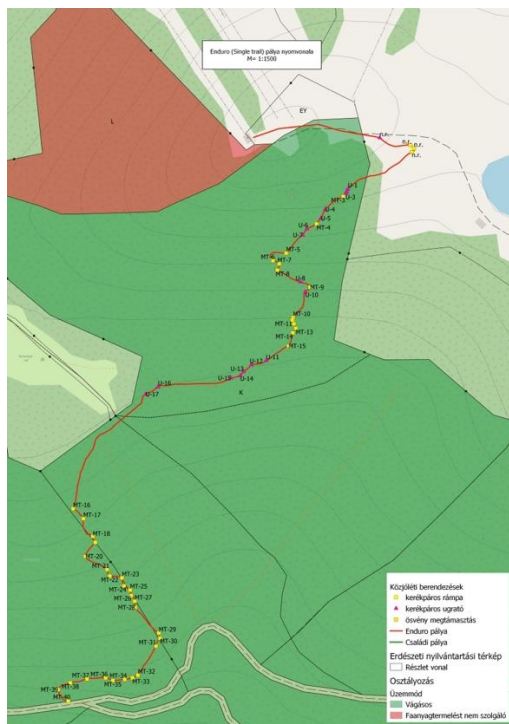 Enduro (Single trail) pálya nyomvonala
M= 1:1500
L
EY
n.r.
n.r.
n.r.
n.r.
U-1
MT-3
U-3
U-4
U-6
MT-4
U-7
MT-5
MT-6
MT-7
MT-8
U-8
MT-9
U-10
MT-10
MT-11
MT-13
MT-14
MT-15
U-11
U-12
U-13
U-14
U-15
K
U-16
U-17
MT-16
MT-17
MT-18
MT-20
MT-21
MT-22
MT-23
MT-24
MT-25
MT-26
MT-27
MT-28
MT-29
MT-30
MT-31
MT-32
MT-33
MT-34
MT-35
MT-36
MT-37
MT-38
MT-39
MT-40
Közjóléti berendezések
kerékpáros rámpa
kerékpáros ugrató
ösvény megtámasztás
Enduro pálya
Családi pálya
Erdészeti nyilvántartási térkép
Részlet vonal
Osztályozás
Üzemmód
Vágásos
Faanyagtermelést nem szolgáló